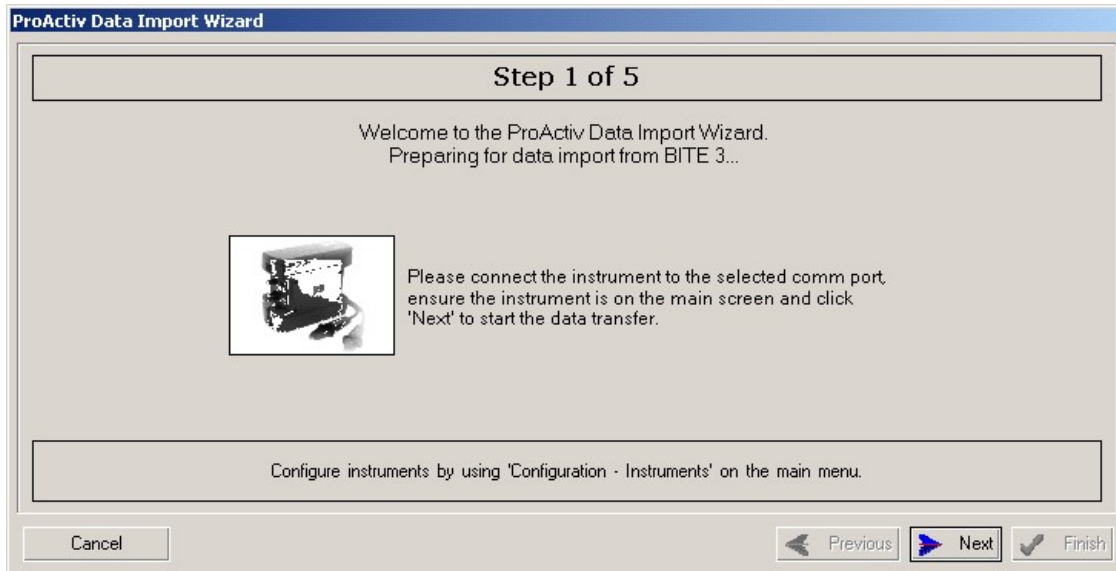 ProActiv Data Import Wizard
Step 1 of 5
Welcome to the ProActiv Data Import Wizard.
Preparing for data import from BITE 3...
Please connect the instrument to the selected comm port,
ensure the instrument is on the main screen and click
'Next' to start the data transfer.
Configure instruments by using 'Configuration - Instruments' on the main menu.
Cancel
Previous
Next
Finish